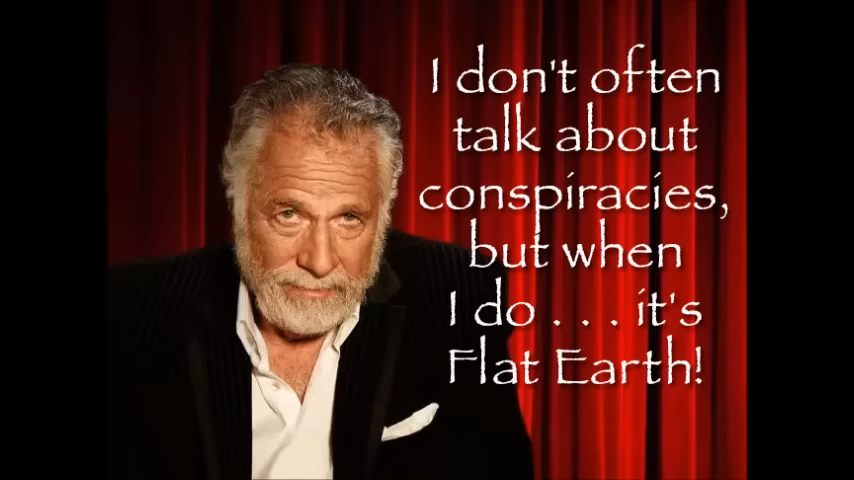 I don't often
talk about
conspiracies,
but when
I do . . . it's
Flat Earth!